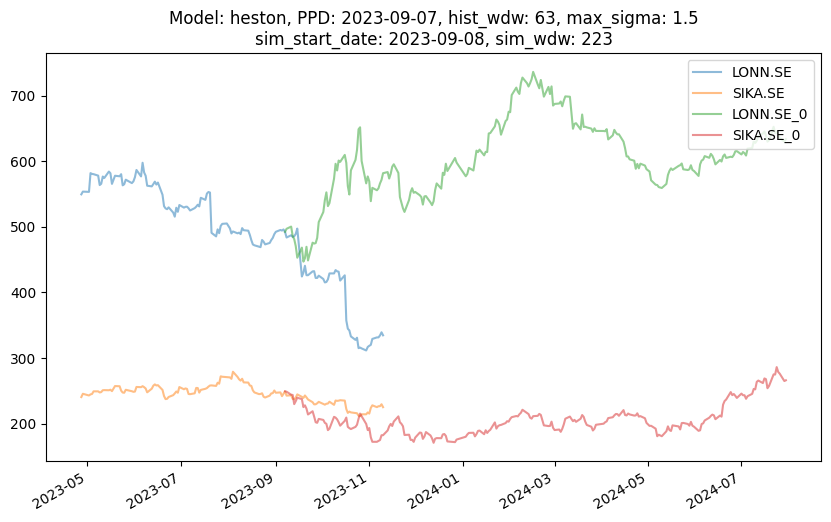 Model: heston, PPD: 2023-09-07, hist_wdw: 63, max_sigma: 1.5
sim_start_date: 2023-09-08, sim_wdw: 223
LONN.SE
SIKA.SE
LONN.SE_0
SIKA.SE_0
700
600
500
400
300
200
2023-05
2023-07
2023-09
2023-11
2024-01
2024-03
2024-05
2024-07